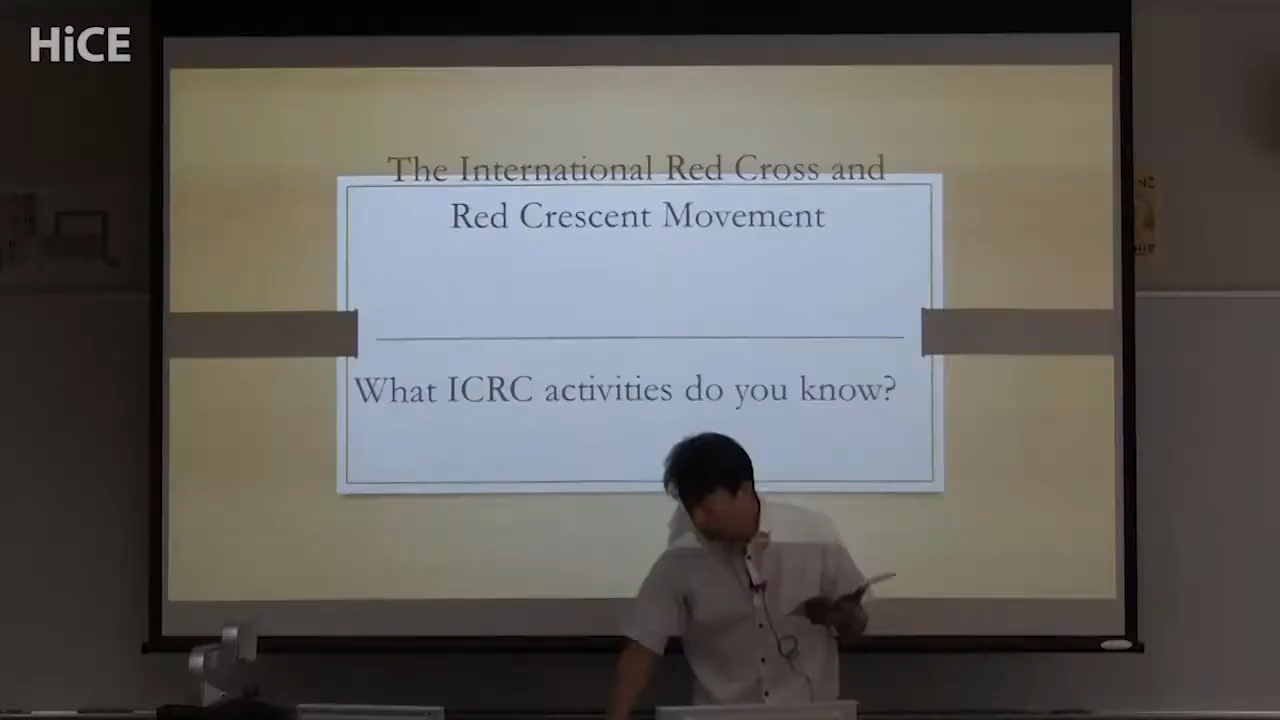 HiCE
The International Red Cross and
Red Crescent Movement
What ICRC activities do you know?